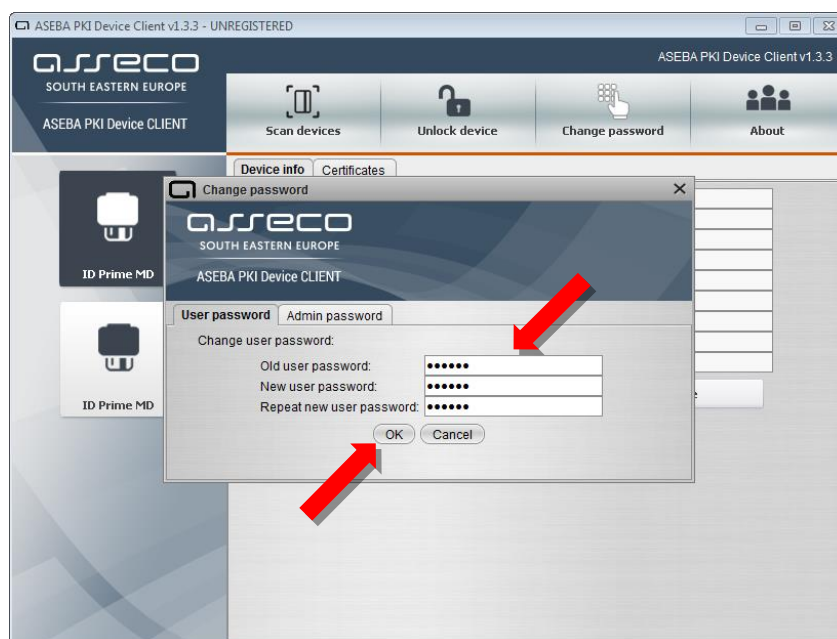 ASEBA PKI Device Client v1.3.3 - UNREGISTERED
asseco
SOUTH EASTERN EUROPE
ASEBA PKI Device CLIENT
ASEBA PKI Device Client v1.3.3
Scan devices
Unlock device
Change password
About
Device info
Certificates
ID Prime MD
ID Prime MD
Change password
asseco
SOUTH EASTERN EUROPE
ASEBA PKI Device CLIENT
User password
Admin password
Change user password:
Old user password:
New user password:
Repeat new user password:
OK
Cancel